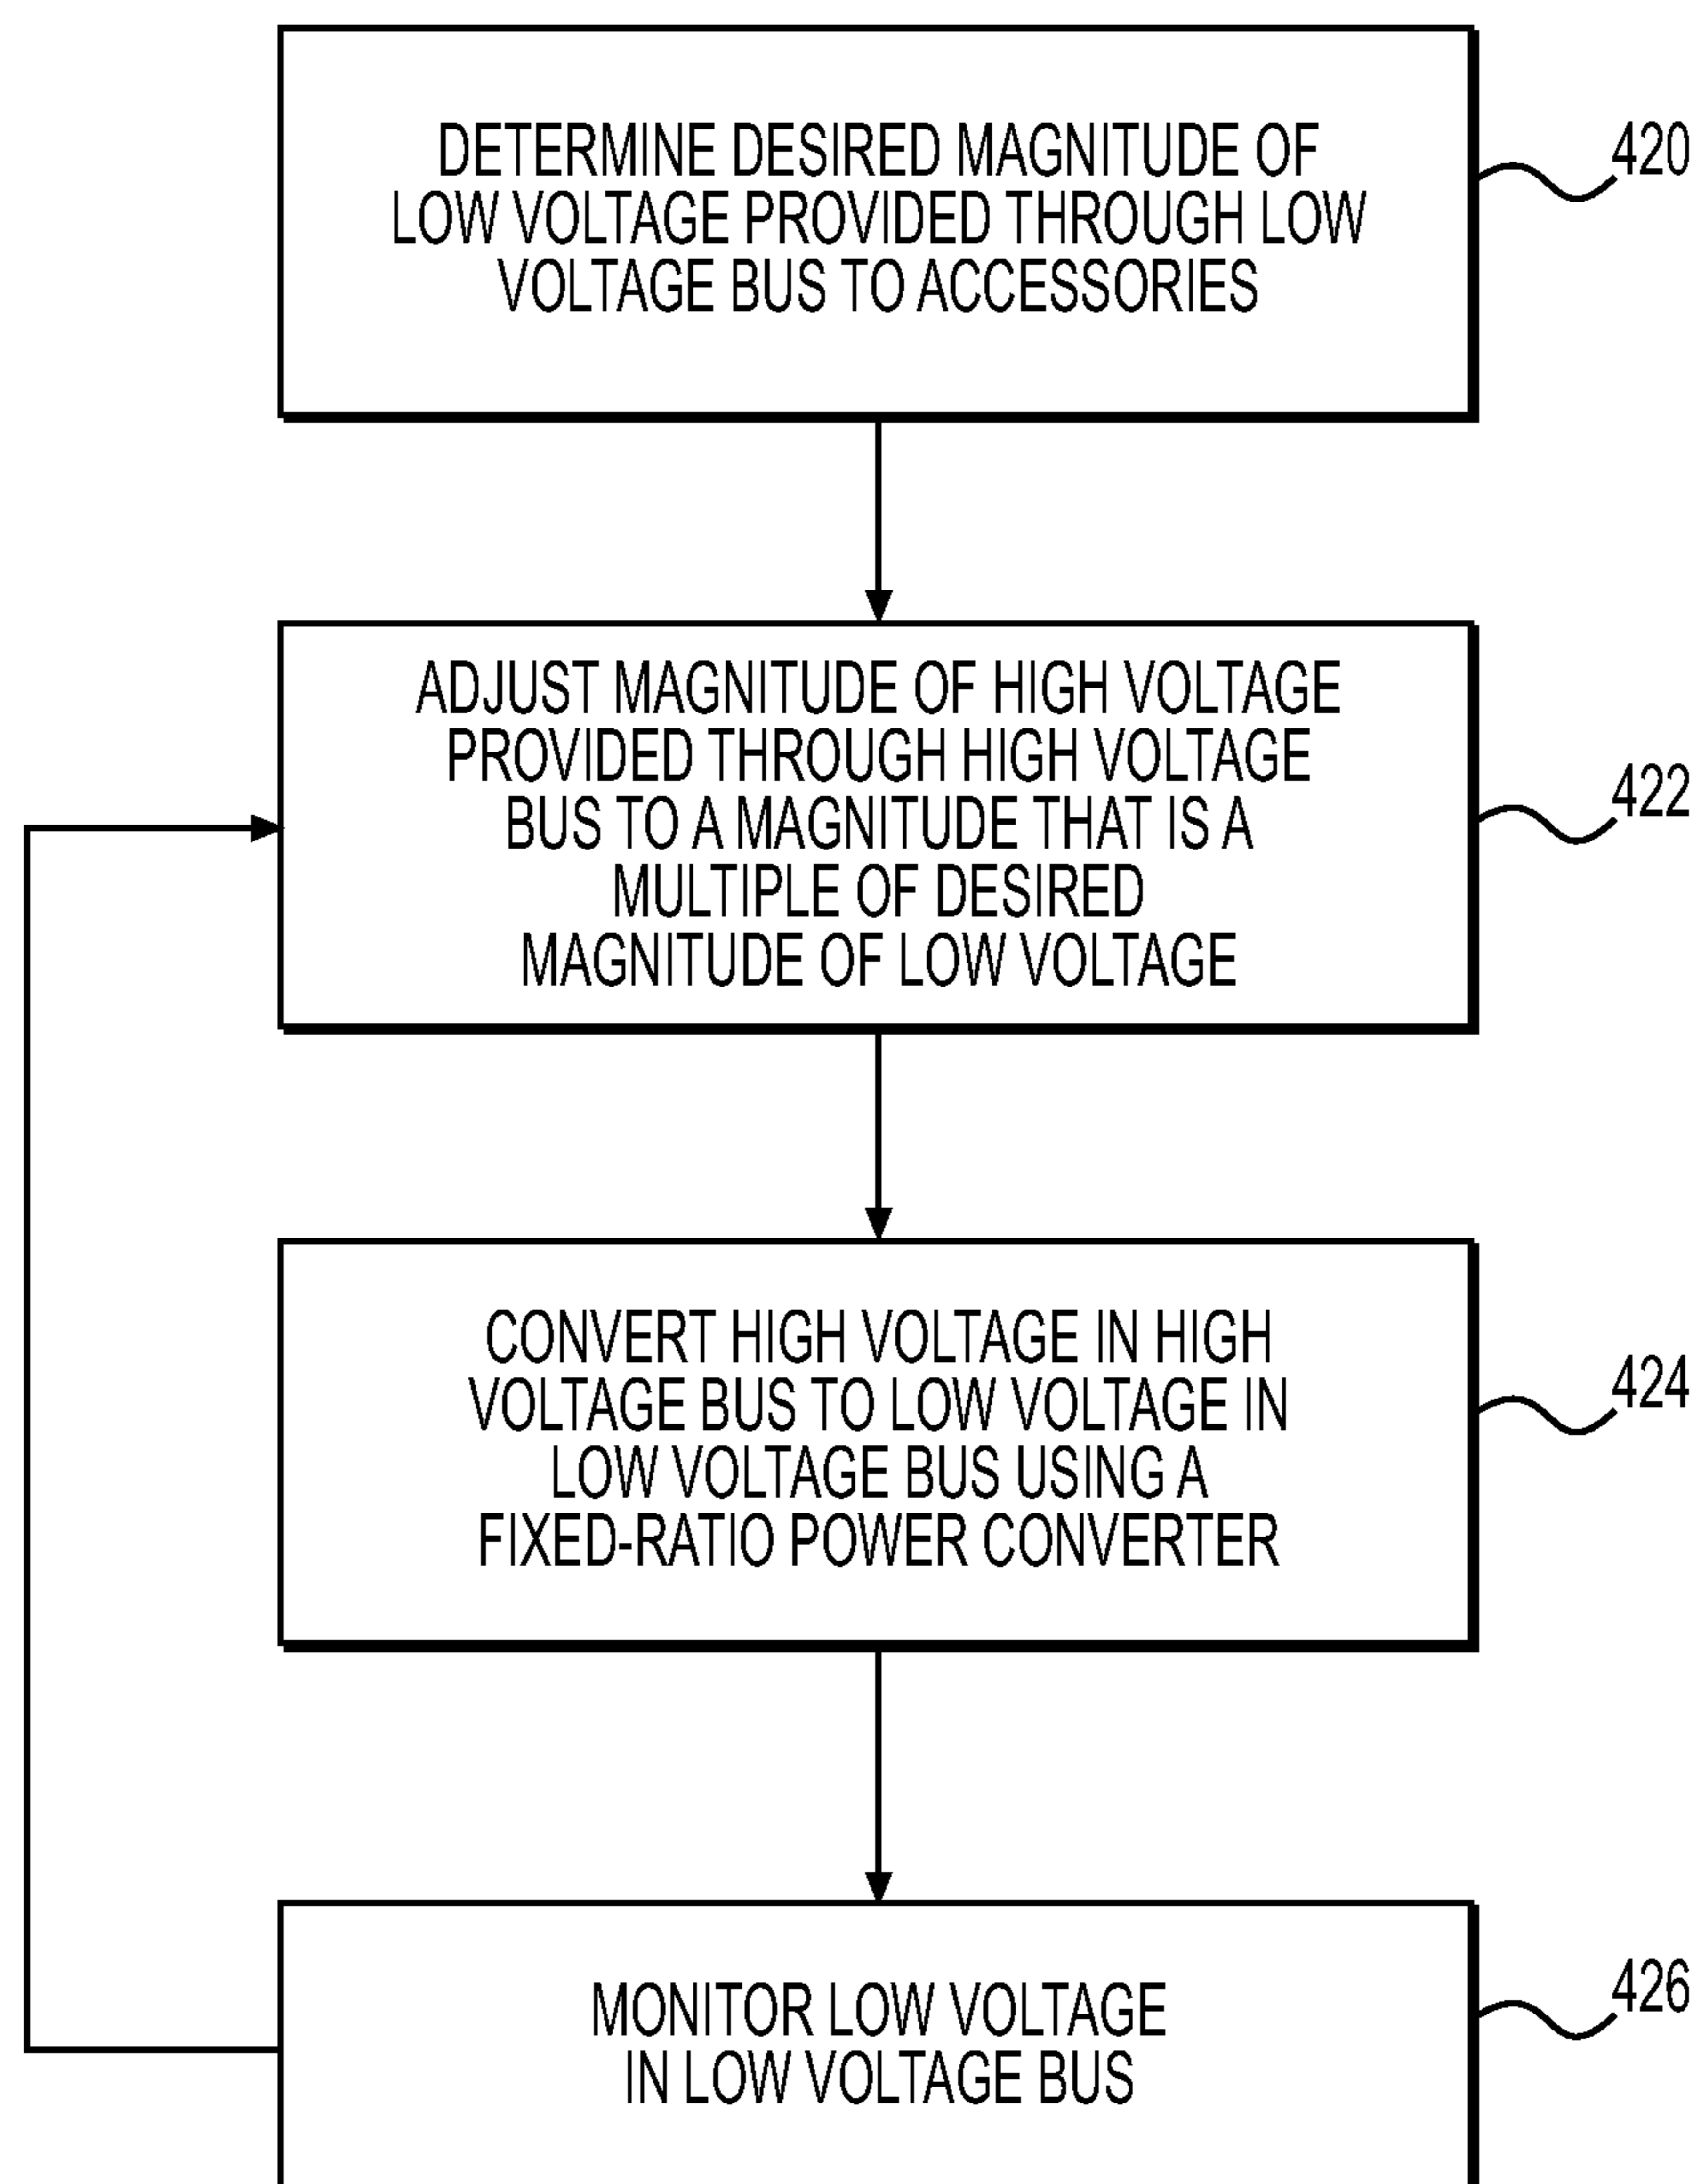 DETERMINE DESIRED MAGNITUDE OF
LOW VOLTAGE PROVIDED THROUGH LOW
VOLTAGE BUS TO ACCESSORIES
420
ADJUST MAGNITUDE OF HIGH VOLTAGE
PROVIDED THROUGH HIGH VOLTAGE
BUS TO A MAGNITUDE THAT IS A
MULTIPLE OF DESIRED
MAGNITUDE OF LOW VOLTAGE
422
CONVERT HIGH VOLTAGE IN HIGH
VOLTAGE BUS TO LOW VOLTAGE IN
LOW VOLTAGE BUS USING A
FIXED-RATIO POWER CONVERTER
424
MONITOR LOW VOLTAGE
IN LOW VOLTAGE BUS
426